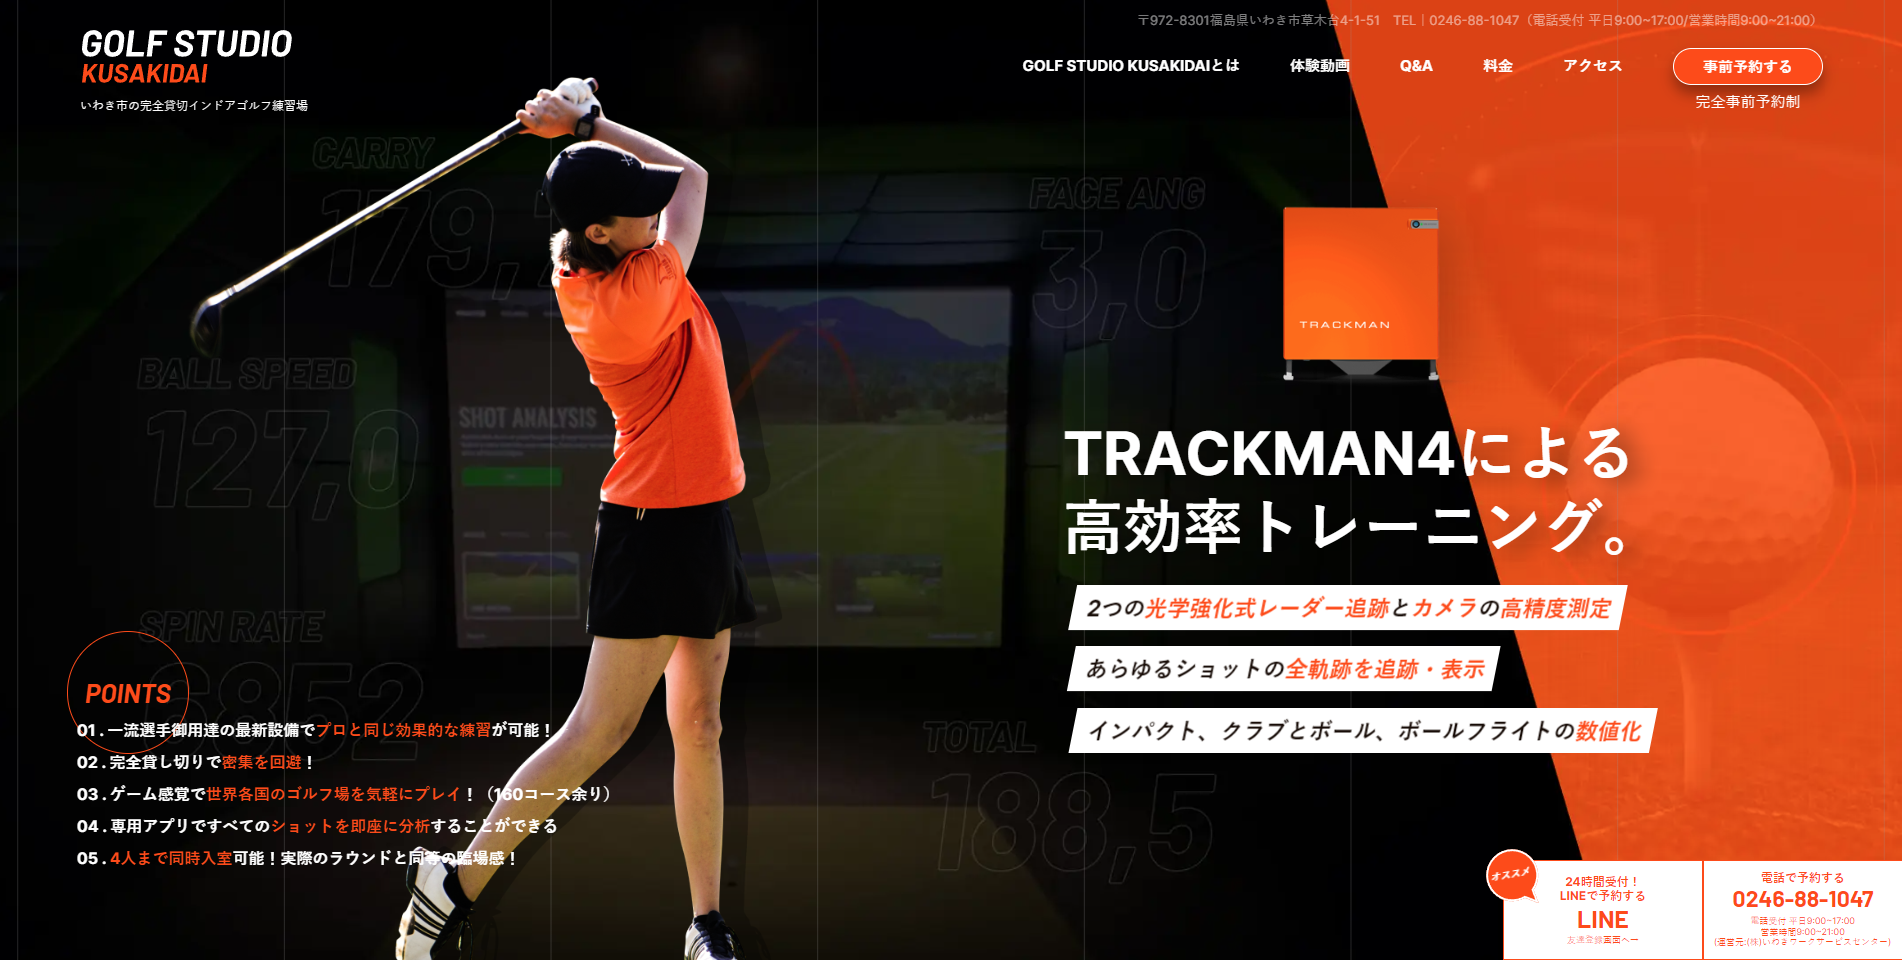 〒972-8301福島県いわき市草木台4-1-51　TEL｜0246-88-1047（電話受付 平日9:00~17:00/営業時間9:00~21:00）
GOLF STUDIO
KUSAKIDAI
いわき市の完全貸切インドアゴルフ練習場
GOLF STUDIO KUSAKIDAIとは
体験動画
Q&A
料金
アクセス
事前予約する
完全事前予約制
CARRY
179,
FACE ANG
3,0
BALL SPEED
127,0
SHOT ANALYSIS
TRACKMAN
TRACKMAN4による
高効率トレーニング。
2つの光学強化式レーダー追跡とカメラの高精度測定
あらゆるショットの全軌跡を追跡・表示
インパクト、クラブとボール、ボールフライトの数値化
SPIN RATE
6852
POINTS
01 . 一流選手御用達の最新設備でプロと同じ効果的な練習が可能！
02 . 完全貸し切りで密集を回避！
03 . ゲーム感覚で世界各国のゴルフ場を気軽にプレイ！（160コース余り）
04 . 専用アプリですべてのショットを即座に分析することができる
05 . 4人まで同時入室可能！実際のラウンドと同等の臨場感！
TOTAL
188,5
オススメ
24時間受付！
LINEで予約する
LINE
友達登録画面へ
電話で予約する
0246-88-1047
電話受付 平日9:00~17:00
営業時間9:00~21:00
(運営元:(株)いわきワークサービスセンター)